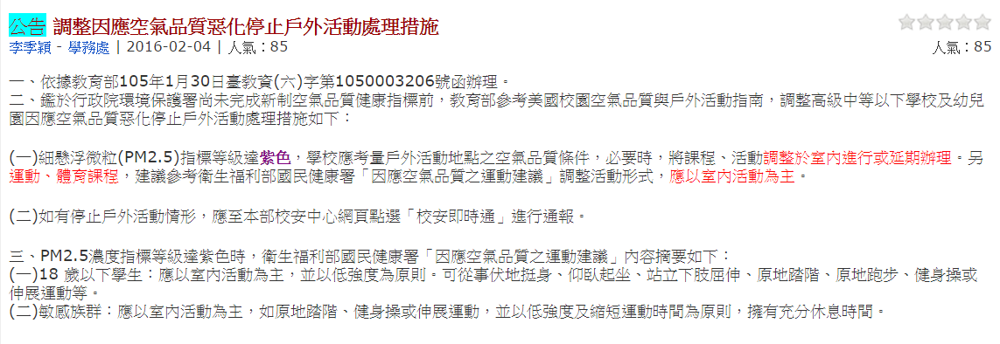 公告 調整因應空氣品質惡化停止戶外活動處理措施
李季穎 - 學務處 | 2016-02-04 | 人氣：85 人氣：85
一、依據教育部105年1月30日臺教資(六)字第1050003206號函辦理。
二、鑑於行政院環境保護署尚未完成新制空氣品質健康指標前，教育部參考美國校園空氣品質與戶外活動指南，調整高級中等以下學校及幼兒
園因應空氣品質惡化停止戶外活動處理措施如下：
(一)細懸浮微粒(PM2.5)指標等級達紫色，學校應考量戶外活動地點之空氣品質條件，必要時，將課程、活動調整於室內進行或延期辦理。另
運動、體育課程，建議參考衛生福利部國民健康署「因應空氣品質之運動建議」調整活動形式，應以室內活動為主。
(二)如有停止戶外活動情形，應至本部校安中心網頁點選「校安即時通」進行通報。
三、PM2.5濃度指標等級達紫色時，衛生福利部國民健康署「因應空氣品質之運動建議」內容摘要如下：
(一)18 歲以下學生：應以室內活動為主，並以低強度為原則。可從事伏地挺身、仰臥起坐、站立下肢屈伸、原地踏階、原地跑步、健身操或
伸展運動等。
(二)敏感族群：應以室內活動為主，如原地踏階、健身操或伸展運動，並以低強度及縮短運動時間為原則，擁有充分休息時間。